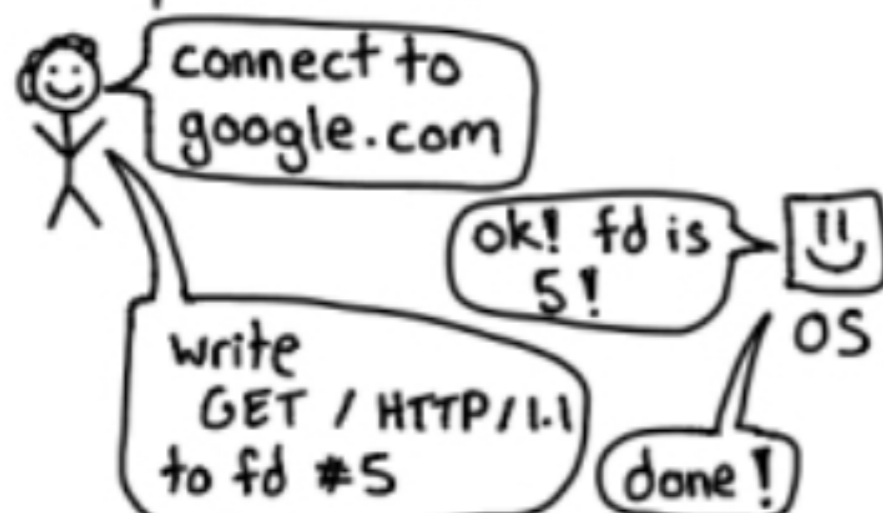 connect to
google.com
ok! fd is
5!
OS
write
GET / HTTP/1.1
to fd #5
done!